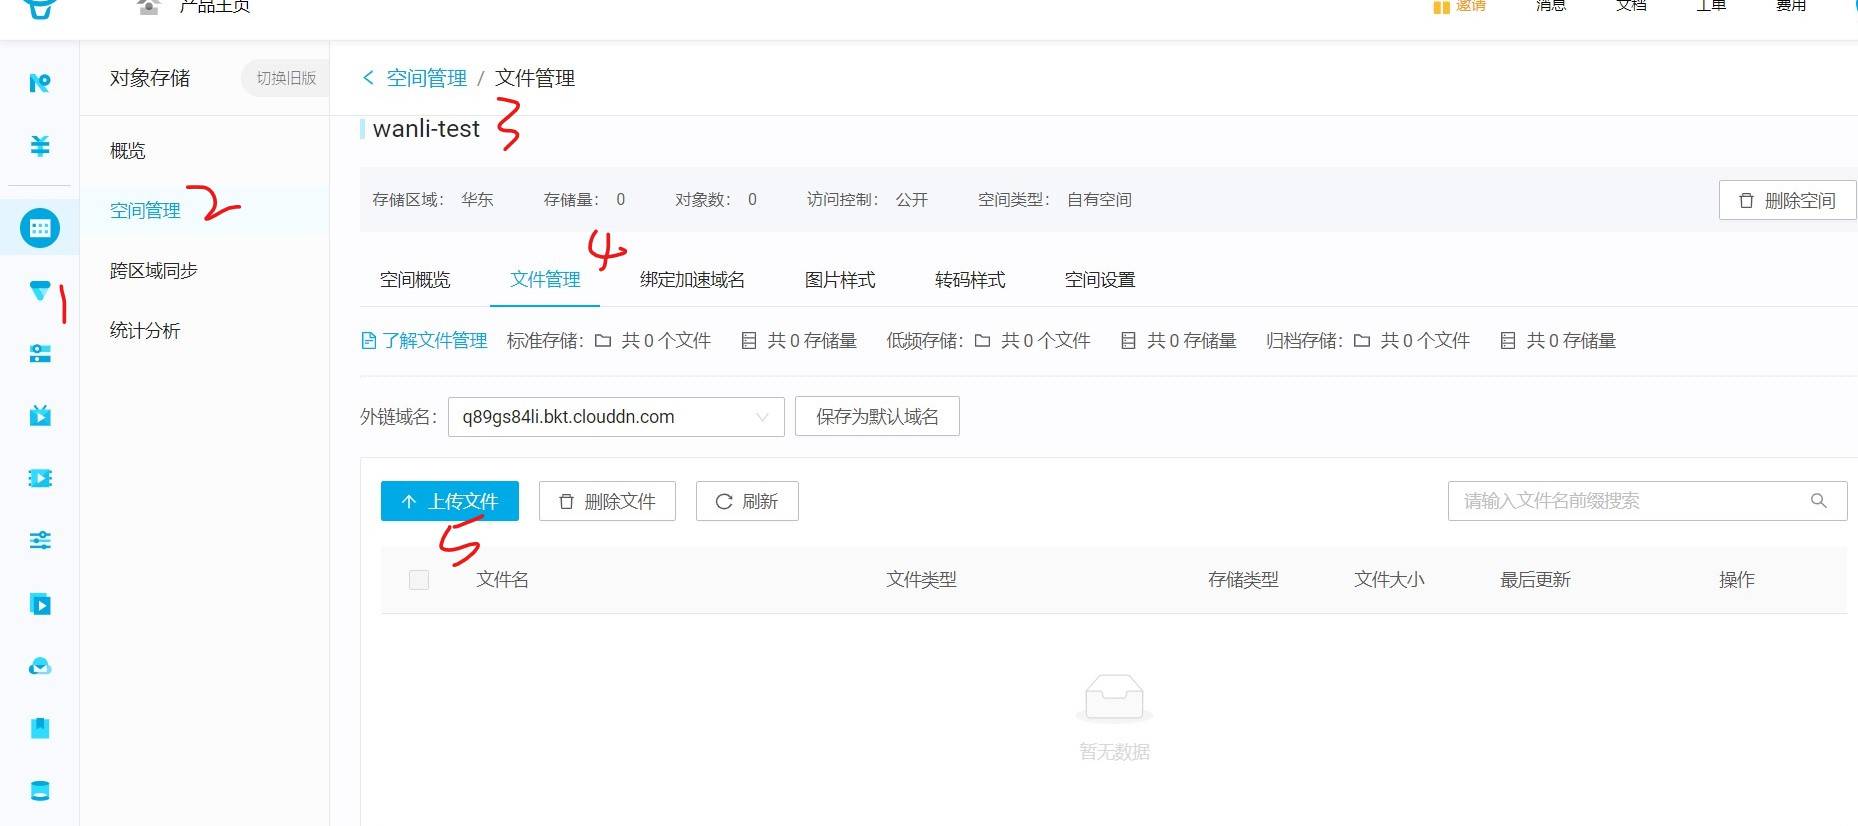 产品主页 邀请 消息 文档 工单 费用
对象存储 切换旧版 空间管理 / 文件管理
wanli-test 3
概览
存储区域： 华东 存储量： 0 对象数： 0 访问控制： 公开 空间类型： 自有空间 删除空间
空间管理 2
4
跨区域同步
空间概览 文件管理 绑定加速域名 图片样式 转码样式 空间设置
1
统计分析
了解文件管理 标准存储： 共 0 个文件 共 0 存储量 低频存储： 共 0 个文件 共 0 存储量 归档存储： 共 0 个文件 共 0 存储量
外链域名： q89gs84li.bkt.clouddn.com 保存为默认域名
上传文件 删除文件 刷新 请输入文件名前缀搜索
5
文件名 文件类型 存储类型 文件大小 最后更新 操作
暂无数据